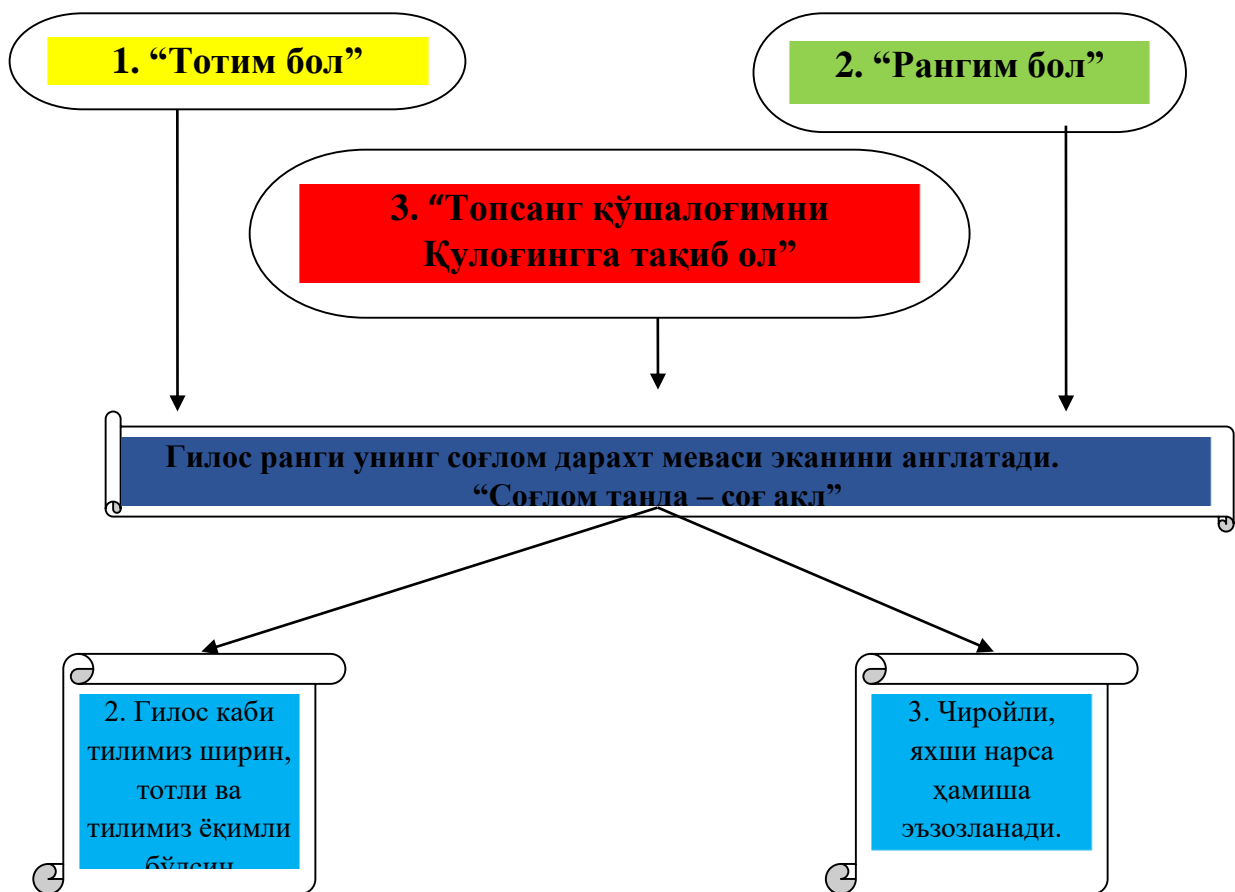 1. “Тотим бол”
2. “Рангим бол”
3. “Топсанг қўшалоғимни
Қулоғингга тақиб ол”
Гилос ранги унинг соғлом дарахт меваси эканини англатади.
“Соғлом танда – соғ ақл”
2. Гилос каби
тилимиз ширин,
тотли ва
тилимиз ёқимли
бўлсин
3. Чиройли,
яхши нарса
ҳамиша
эъзозланади.